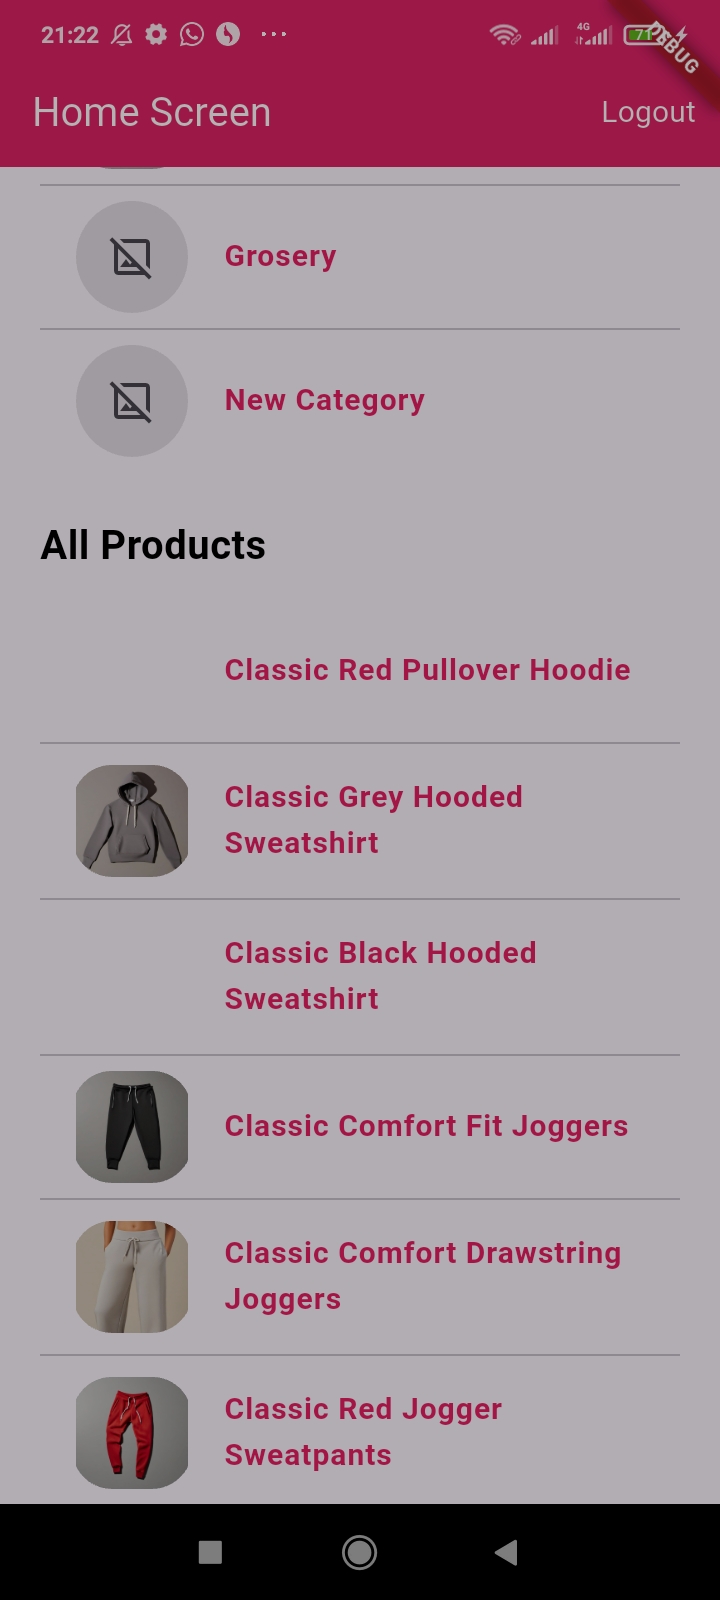 21:22
4G
71
DEBUG
Home Screen
Logout
Grosery
New Category
All Products
Classic Red Pullover Hoodie
Classic Grey Hooded
Sweatshirt
Classic Black Hooded
Sweatshirt
Classic Comfort Fit Joggers
Classic Comfort Drawstring
Joggers
Classic Red Jogger
Sweatpants